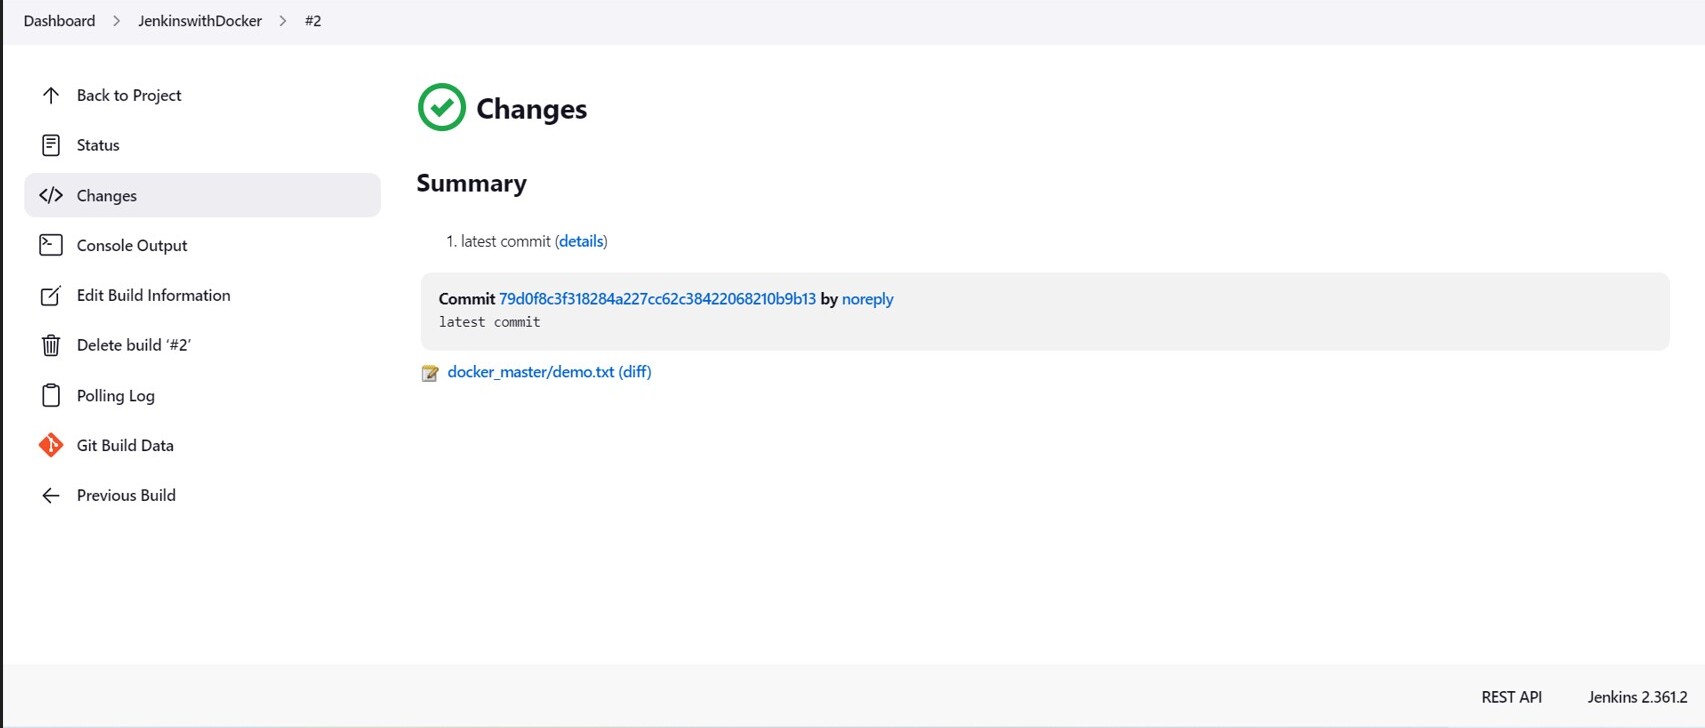 Dashboard > JenkinswithDocker > #2
Back to Project
Status
Changes
Console Output
Edit Build Information
Delete build ‘#2’
Polling Log
Git Build Data
Previous Build
Changes
Summary
1. latest commit (details)
Commit 79d0f8c3f318284a227cc62c38422068210b9b13 by noreply
latest commit
docker_master/demo.txt (diff)
REST API Jenkins 2.361.2